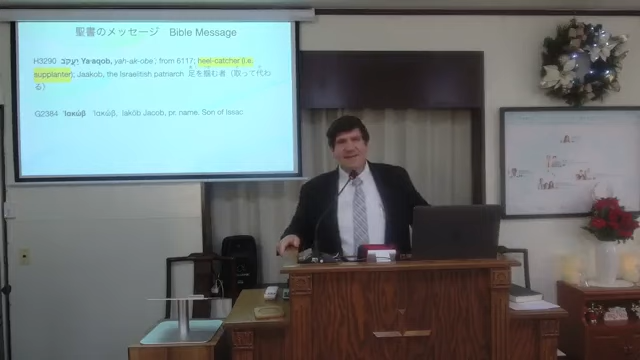 聖書のメッセージ Bible Message
H3290 יַעֲקֹב Ya‛aqob, yah-ak-obe'; from 6117; heel-catcher (i.e.
supplanter), Jaakob, the Israelitish patriarch 足を掴む者（取って代わ
る）
G2384 Ἰακώβ Ἰακώβ, Iakōb Jacob, pr. name. Son of Issac